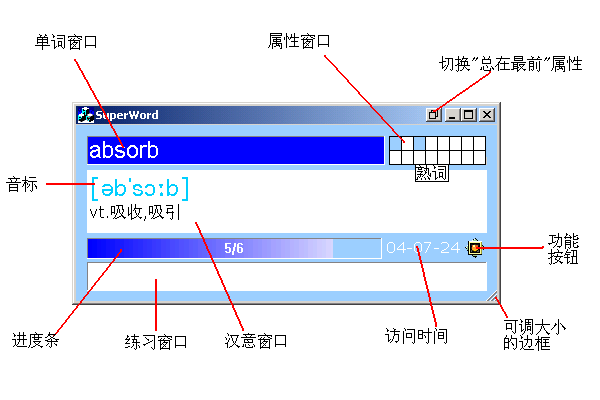 单词窗口
属性窗口
切换"总在最前"属性
SuperWord
absorb
熟词
音标
[əb'sɔːb]
vt.吸收,吸引
5/6
04-07-24
功能
按钮
进度条
练习窗口
汉意窗口
访问时间
可调大小
的边框